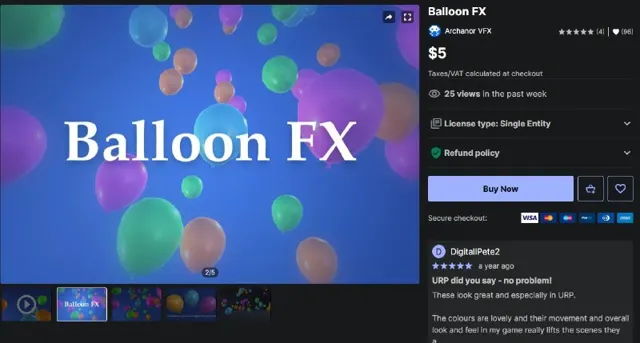 Balloon FX
2/5
Balloon FX
Balloon FX
Archanor VFX
(4) | (96)
$5
Taxes/VAT calculated at checkout
25 views in the past week
License type: Single Entity
Refund policy
Buy Now
Secure checkout:
VISA
D DigitallPete2
a year ago
URP did you say - no problem!
These look great and especially in URP.
The colours are lovely and their movement and overall
look and feel in my game really lifts the scenes they